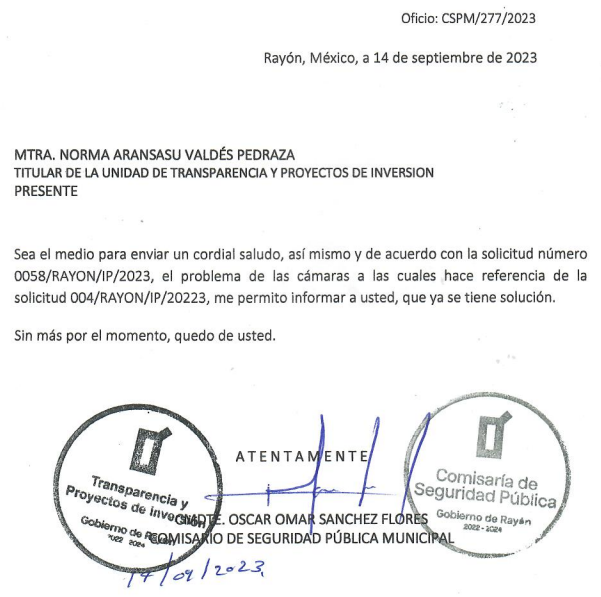 Oficio: CSPM/277/2023
Rayón, México, a 14 de septiembre de 2023
MTRA. NORMA ARANSASU VALDÉS PEDRAZA
TITULAR DE LA UNIDAD DE TRANSPARENCIA Y PROYECTOS DE INVERSION
PRESENTE
Sea el medio para enviar un cordial saludo, así mismo y de acuerdo con la solicitud número
0058/RAYON/IP/2023, el problema de las cámaras a las cuales hace referencia de la
solicitud 004/RAYON/IP/20223, me permito informar a usted, que ya se tiene solución.
Sin más por el momento, quedo de usted.
ATENTAMENTE
Transparencia y
Proyectos de inversión
Gobierno de Rayón
2022 - 2024
Comisaría de
Seguridad Pública
Gobierno de Rayón
2022 - 2024
CMDTE. OSCAR OMAR SANCHEZ FLORES
COMISARIO DE SEGURIDAD PÚBLICA MUNICIPAL
14/09/2023,